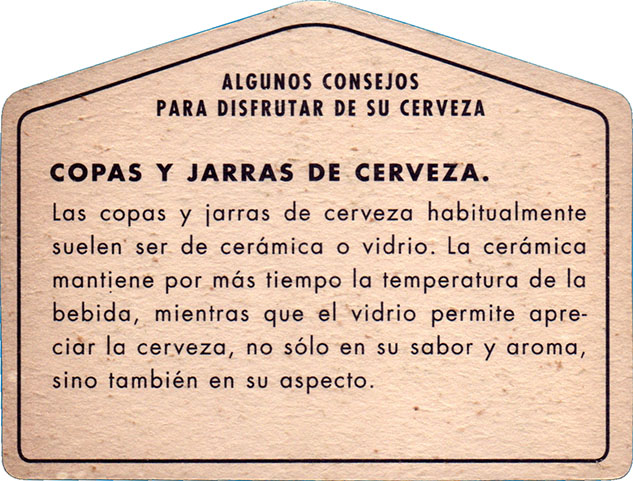 ALGUNOS CONSEJOS
PARA DISFRUTAR DE SU CERVEZA
COPAS Y JARRAS DE CERVEZA.
Las copas y jarras de cerveza habitualmente
suelen ser de cerámica o vidrio. La cerámica
mantiene por más tiempo la temperatura de la
bebida, mientras que el vidrio permite apre-
ciar la cerveza, no sólo en su sabor y aroma,
sino también en su aspecto.